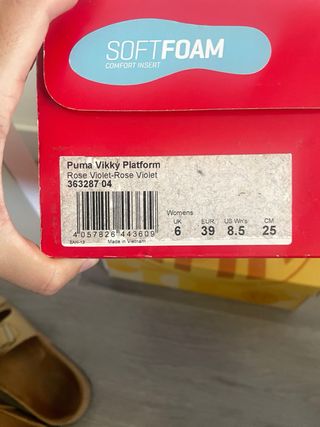 SOFTFOAM
COMFORT INSERT
Puma Vikky Platform
Rose Violet-Rose Violet
363287 04
Womens
UK EUR US Wn's CM
6 39 8.5 25
4 057826 443609
Made in Vietnam